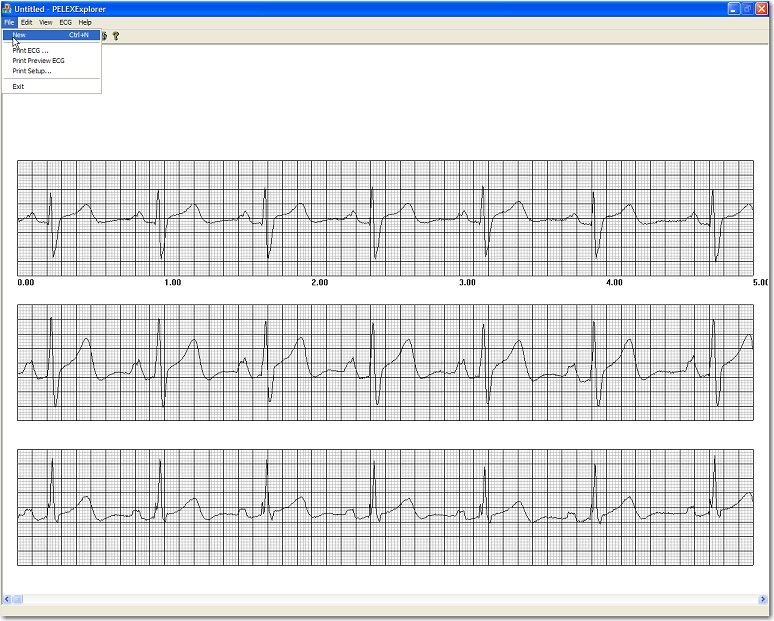 Untitled - PELEXExplorer
File Edit View ECG Help
New Ctrl+N
Print ECG ...
Print Preview ECG
Print Setup...
Exit
0.00 1.00 2.00 3.00 4.00 5.00